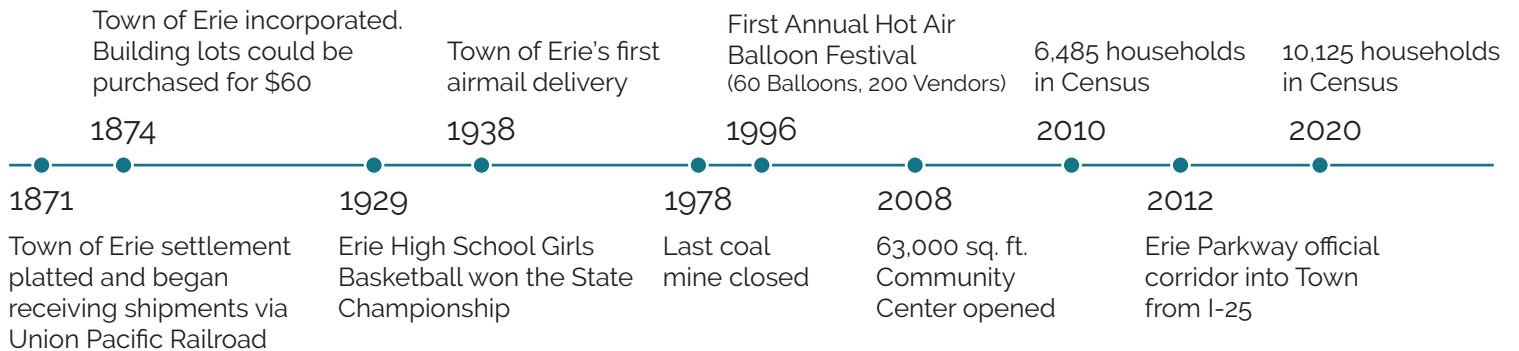 Town of Erie incorporated.
Building lots could be
purchased for $60
1874
Town of Erie’s first
airmail delivery
1938
First Annual Hot Air
Balloon Festival
(60 Balloons, 200 Vendors)
1996
6,485 households
in Census
2010
10,125 households
in Census
2020
1871
Town of Erie settlement
platted and began
receiving shipments via
Union Pacific Railroad
1929
Erie High School Girls
Basketball won the State
Championship
1978
Last coal
mine closed
2008
63,000 sq. ft.
Community
Center opened
2012
Erie Parkway official
corridor into Town
from I-25